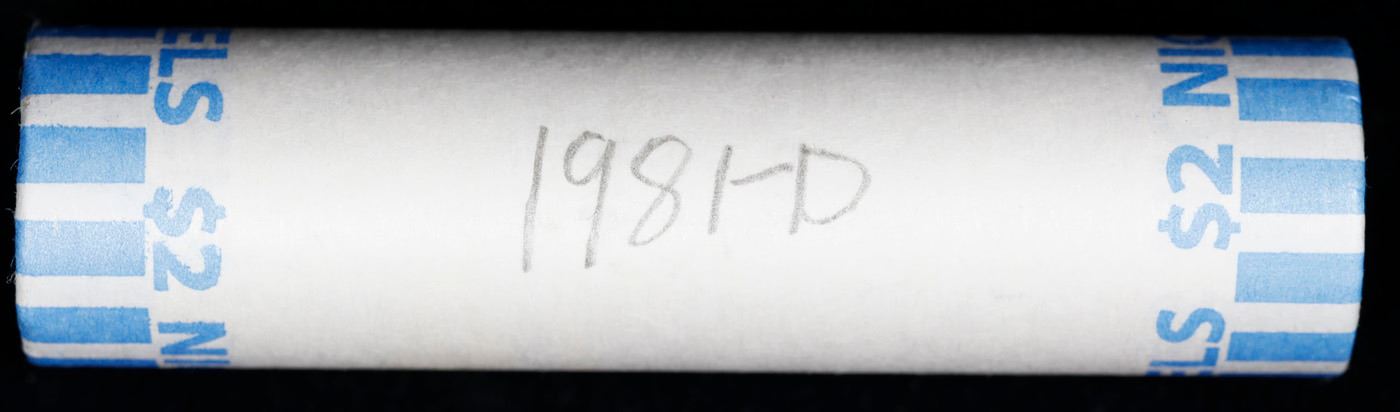 ELS $2 NI
1981-D
ELS $2 NIC